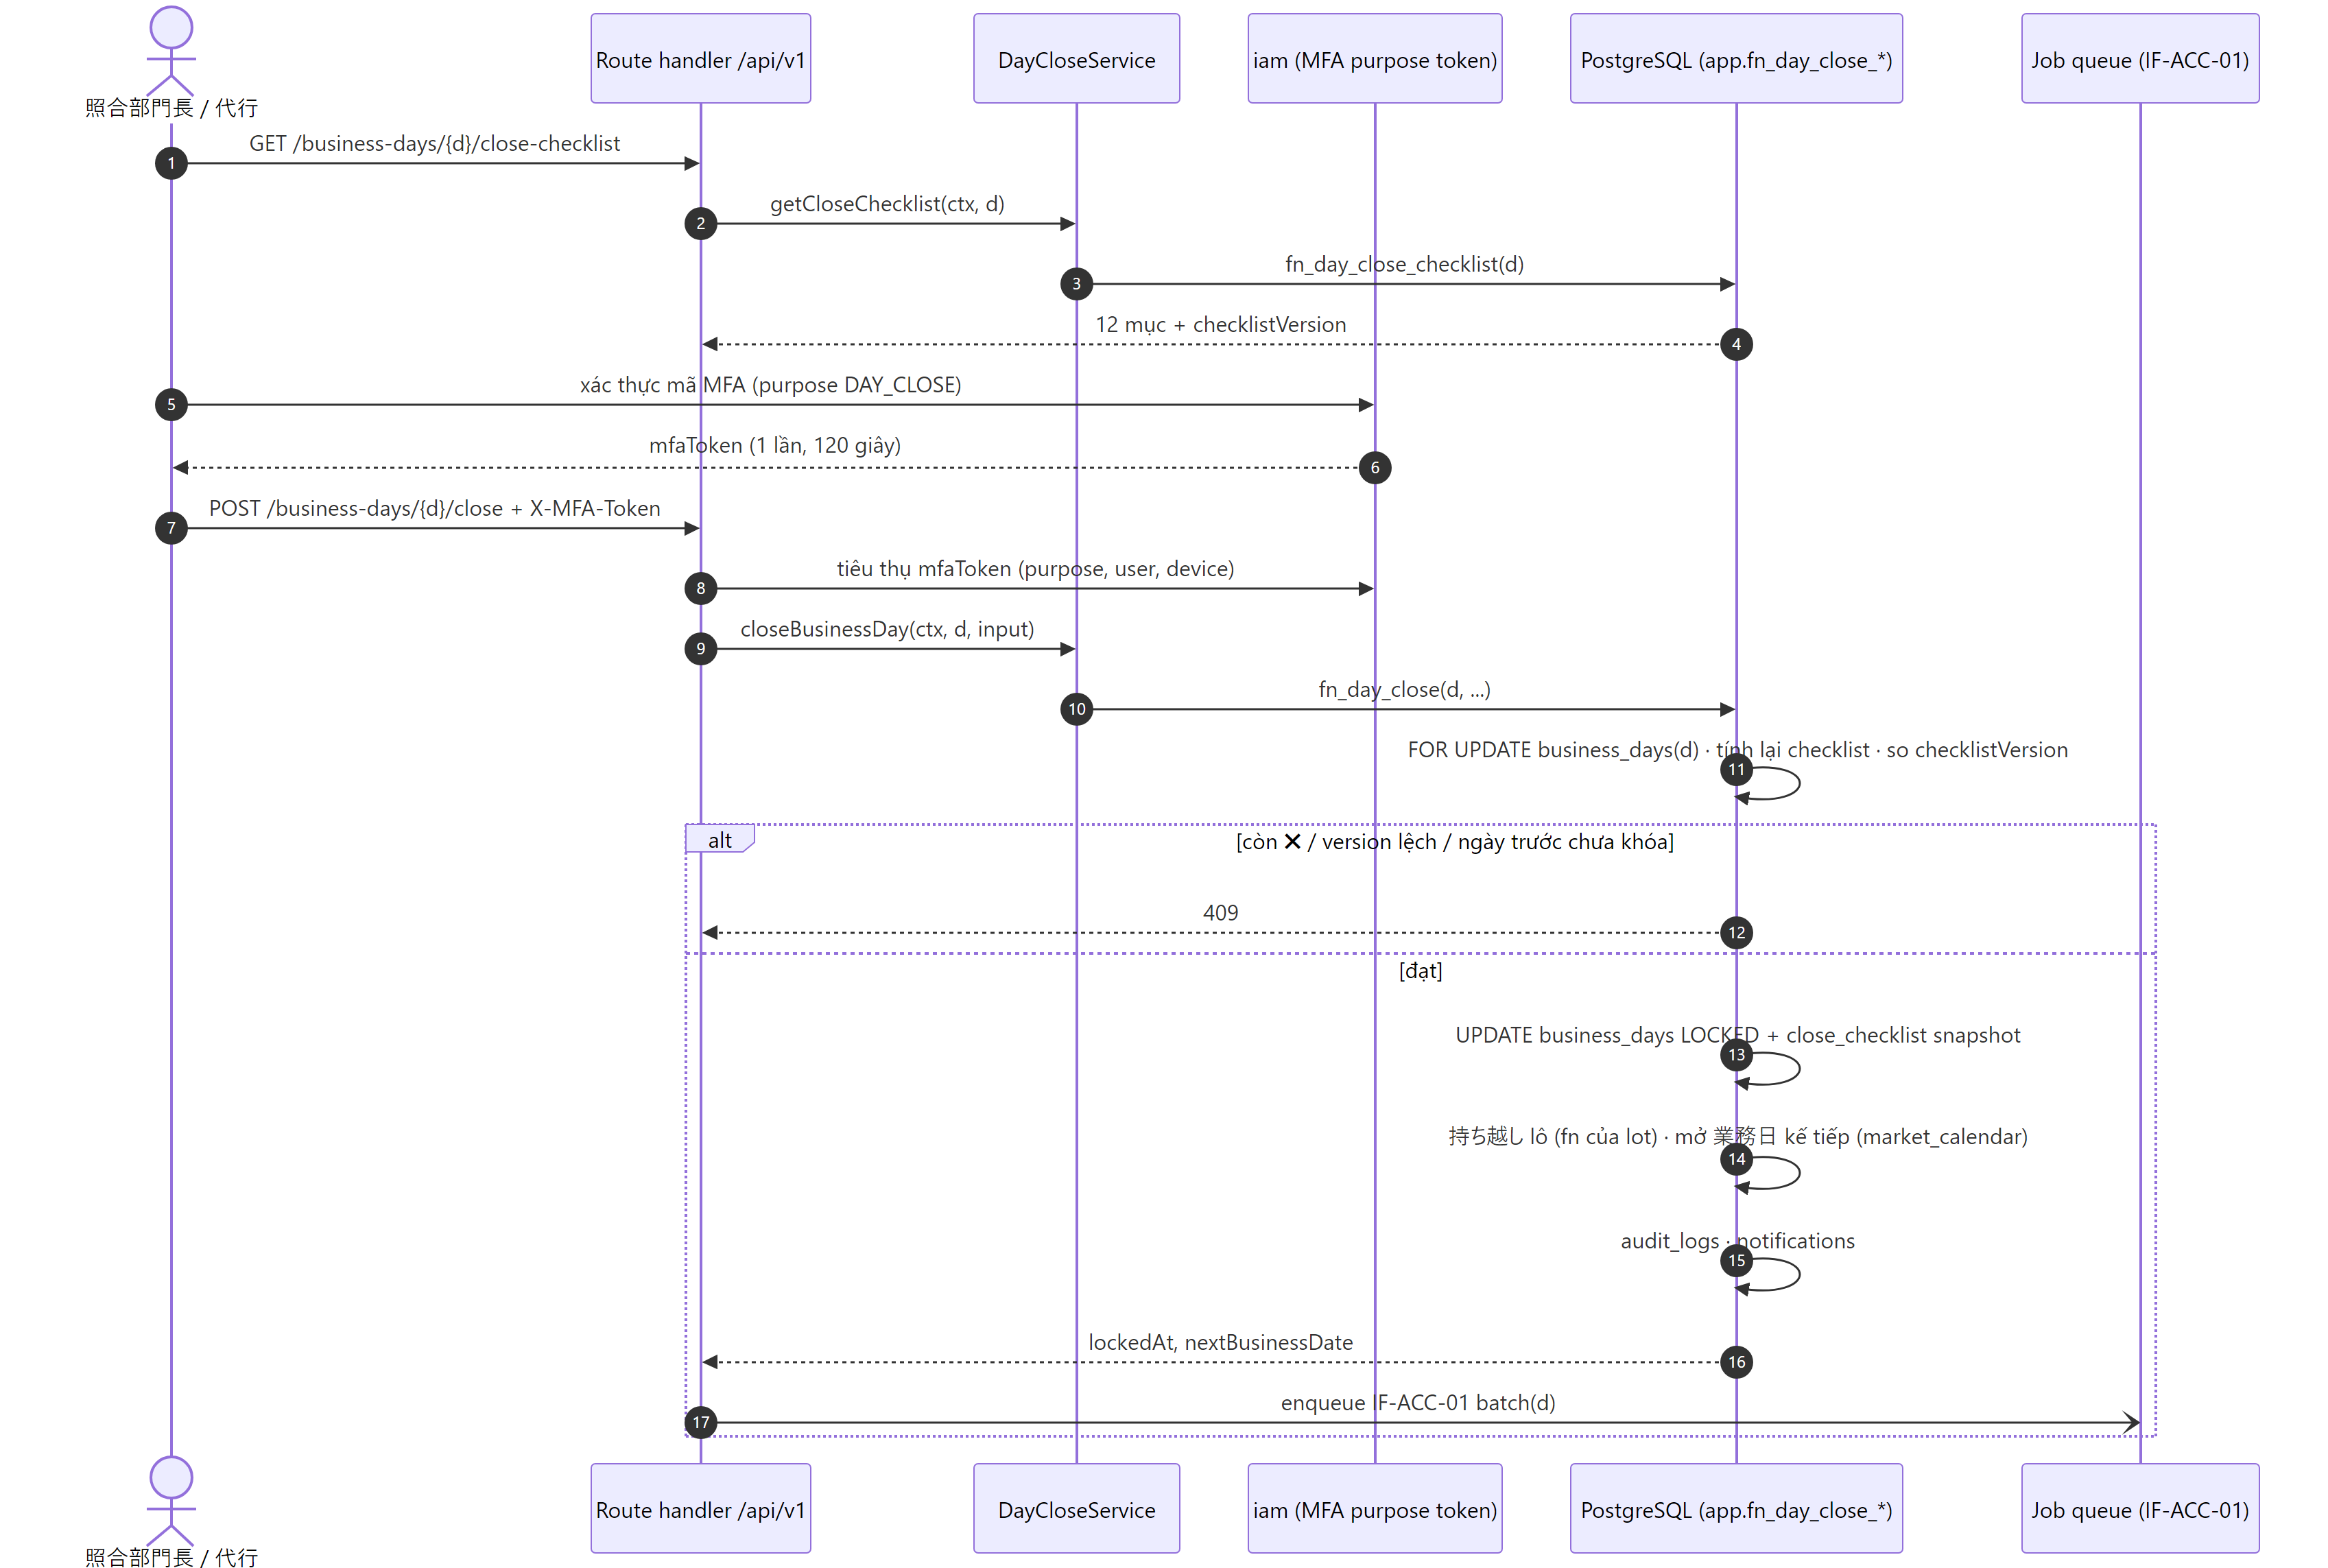 Route handler /api/v1
DayCloseService
iam (MFA purpose token)
PostgreSQL (app.fn_day_close_*)
Job queue (IF-ACC-01)
照合部門長 / 代行
GET /business-days/{d}/close-checklist
1
getCloseChecklist(ctx, d)
2
fn_day_close_checklist(d)
3
12 mục + checklistVersion
4
xác thực mã MFA (purpose DAY_CLOSE)
5
mfaToken (1 lần, 120 giây)
6
POST /business-days/{d}/close + X-MFA-Token
7
tiêu thụ mfaToken (purpose, user, device)
8
closeBusinessDay(ctx, d, input)
9
fn_day_close(d, ...)
10
FOR UPDATE business_days(d) · tính lại checklist · so checklistVersion
11
alt
[còn ❌ / version lệch / ngày trước chưa khóa]
409
12
[đạt]
UPDATE business_days LOCKED + close_checklist snapshot
13
持ち越し lô (fn của lot) · mở 業務日 kế tiếp (market_calendar)
14
audit_logs · notifications
15
lockedAt, nextBusinessDate
16
enqueue IF-ACC-01 batch(d)
17
Route handler /api/v1
DayCloseService
iam (MFA purpose token)
PostgreSQL (app.fn_day_close_*)
Job queue (IF-ACC-01)
照合部門長 / 代行